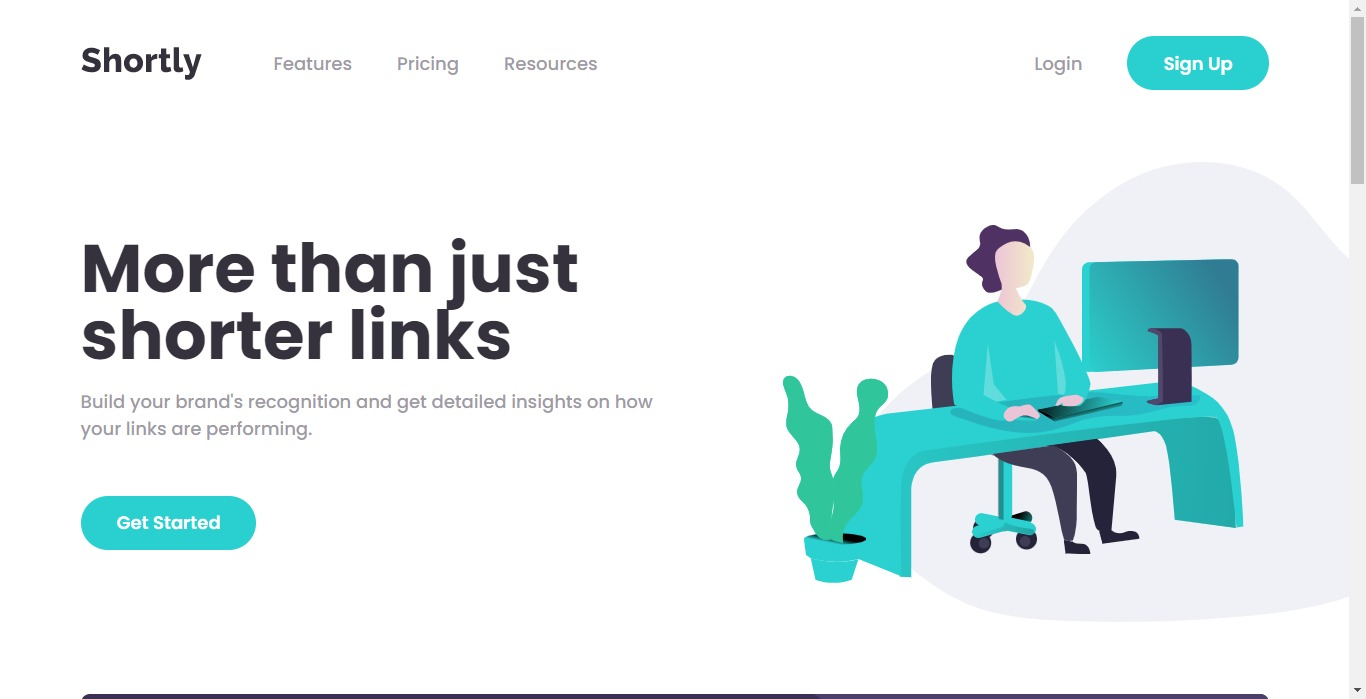 Shortly
Features
Pricing
Resources
Login
Sign Up
More than just
shorter links
Build your brand's recognition and get detailed insights on how
your links are performing.
Get Started